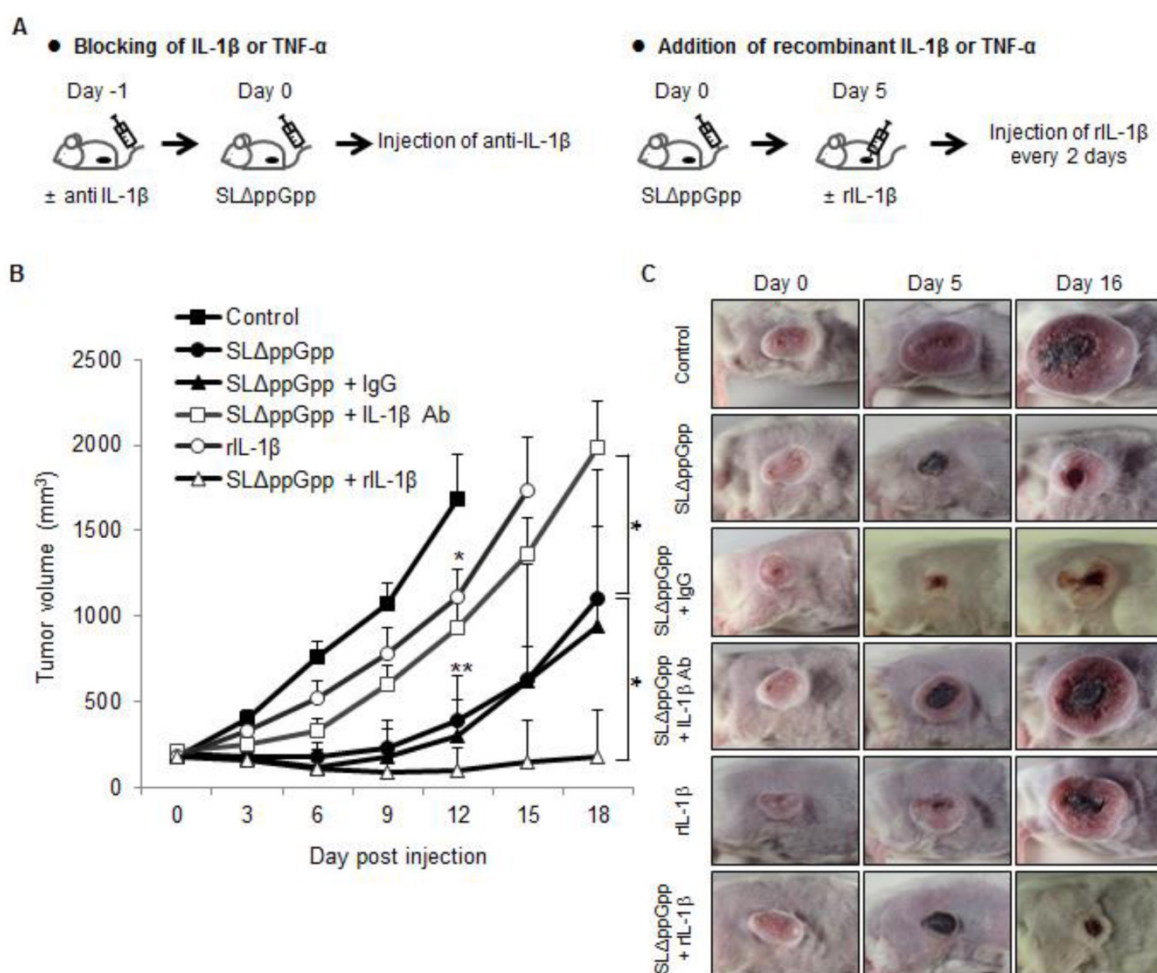 A
● Blocking of IL-1β or TNF-α
Day -1
Day 0
Injection of anti-IL-1β
± anti IL-1β
SLΔppGpp
● Addition of recombinant IL-1β or TNF-α
Day 0
Day 5
Injection of rIL-1β
every 2 days
SLΔppGpp
± rIL-1β
B
Control
SLΔppGpp
SLΔppGpp + IgG
SLΔppGpp + IL-1β Ab
rIL-1β
SLΔppGpp + rIL-1β
Tumor volume (mm³)
2500
2000
1500
1000
500
0
*
**
*
*
0 3 6 9 12 15 18
Day post injection
C
Day 0 Day 5 Day 16
Control
SLΔppGpp
SLΔppGpp
+ IgG
SLΔppGpp
+ IL-1β Ab
rIL-1β
SLΔppGpp
+ rIL-1β